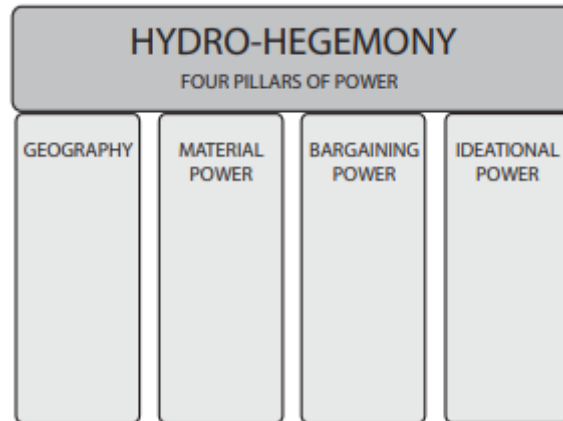 HYDRO-HEGEMONY
FOUR PILLARS OF POWER
GEOGRAPHY
MATERIAL
POWER
BARGAINING
POWER
IDEATIONAL
POWER